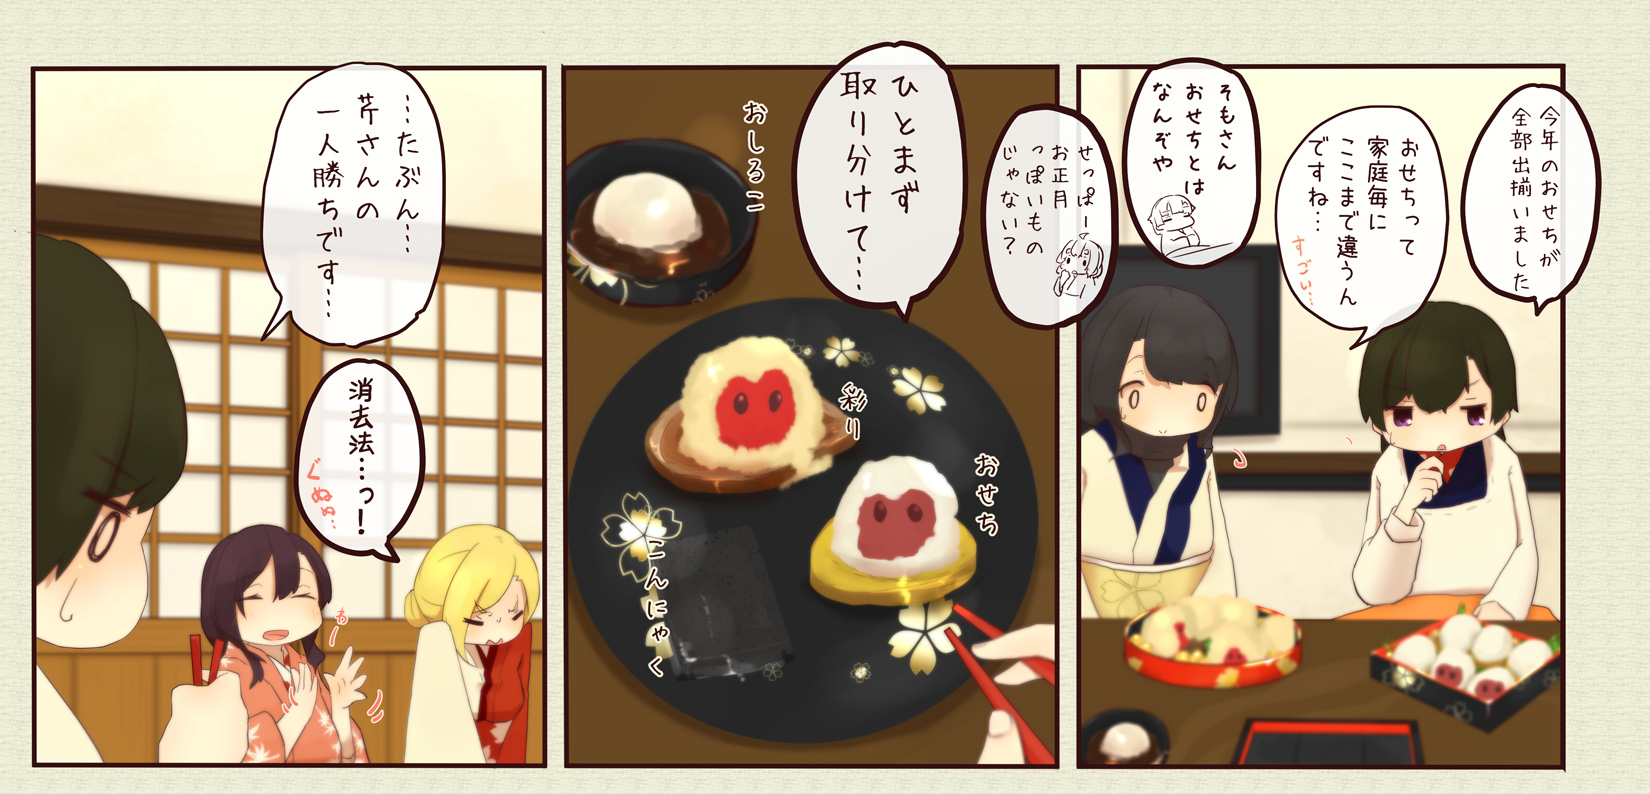 今年のおせちが
全部出揃いました
おせちって
家庭毎に
ここまで違うん
ですね…
すごい…
そもさん
おせちとは
なんぞや
せっぱー
お正月
っぽいもの
じゃない?
ひとまず
取り分けて…
おしるこ
彩り
おせち
こんにゃく
…たぶん…
芹さんの
一人勝ちです…
消去法…っ!
ぐぬぬ…
わー